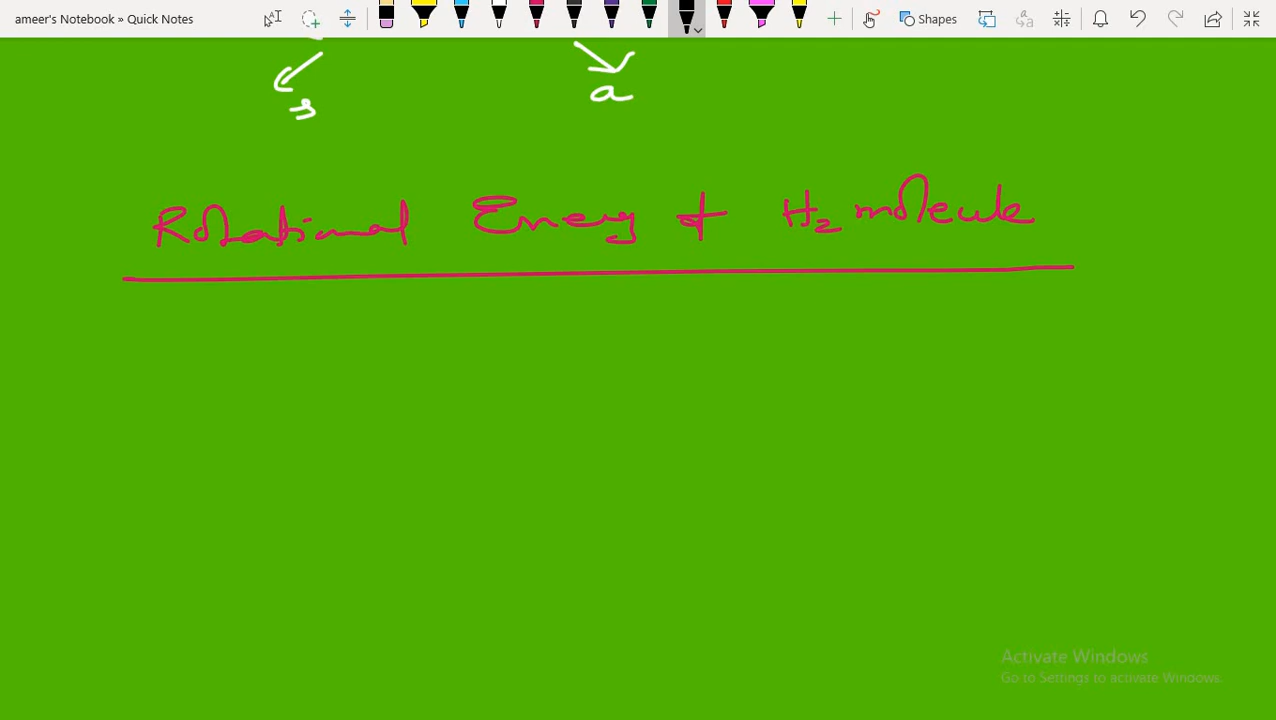 ameer's Notebook » Quick Notes
Shapes
s
a
Rotational Energy of H₂ molecule
Activate Windows
Go to Settings to activate Windows.